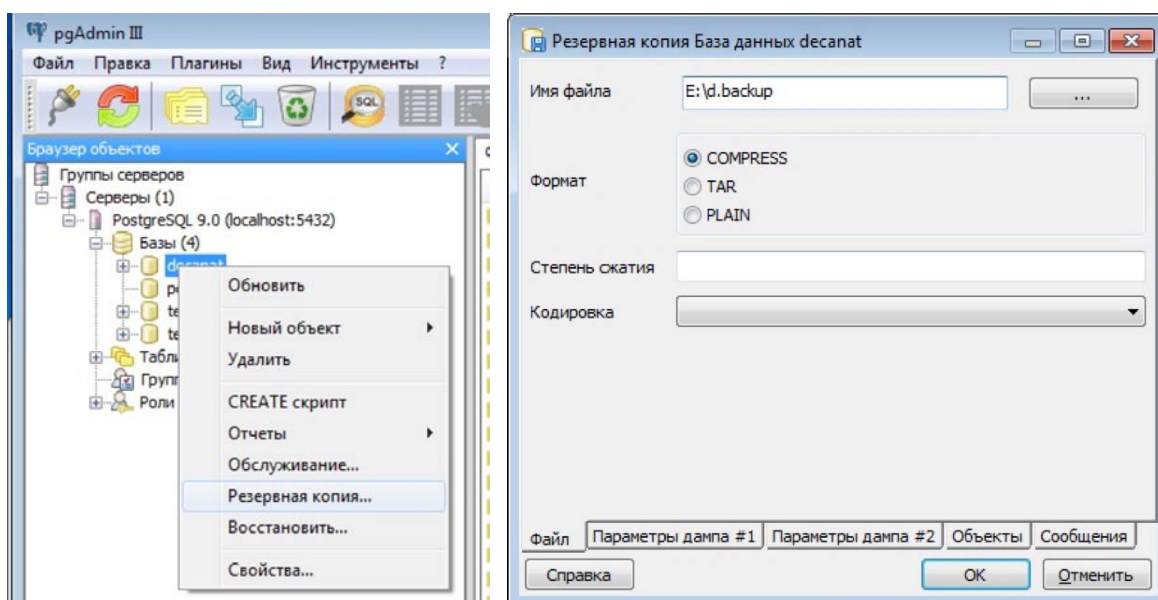 pgAdmin III
Файл Правка Плагины Вид Инструменты ?
SQL
Браузер объектов
Группы серверов
Серверы (1)
PostgreSQL 9.0 (localhost:5432)
Базы (4)
decanat
Обновить
Новый объект
Удалить
CREATE скрипт
Отчеты
Обслуживание...
Резервная копия...
Восстановить...
Свойства...
Роли
Резервная копия База данных decanat
Имя файла E:\d.backup ...
Формат
COMPRESS
TAR
PLAIN
Степень сжатия
Кодировка
Файл Параметры дампа #1 Параметры дампа #2 Объекты Сообщения
Справка OK Отменить